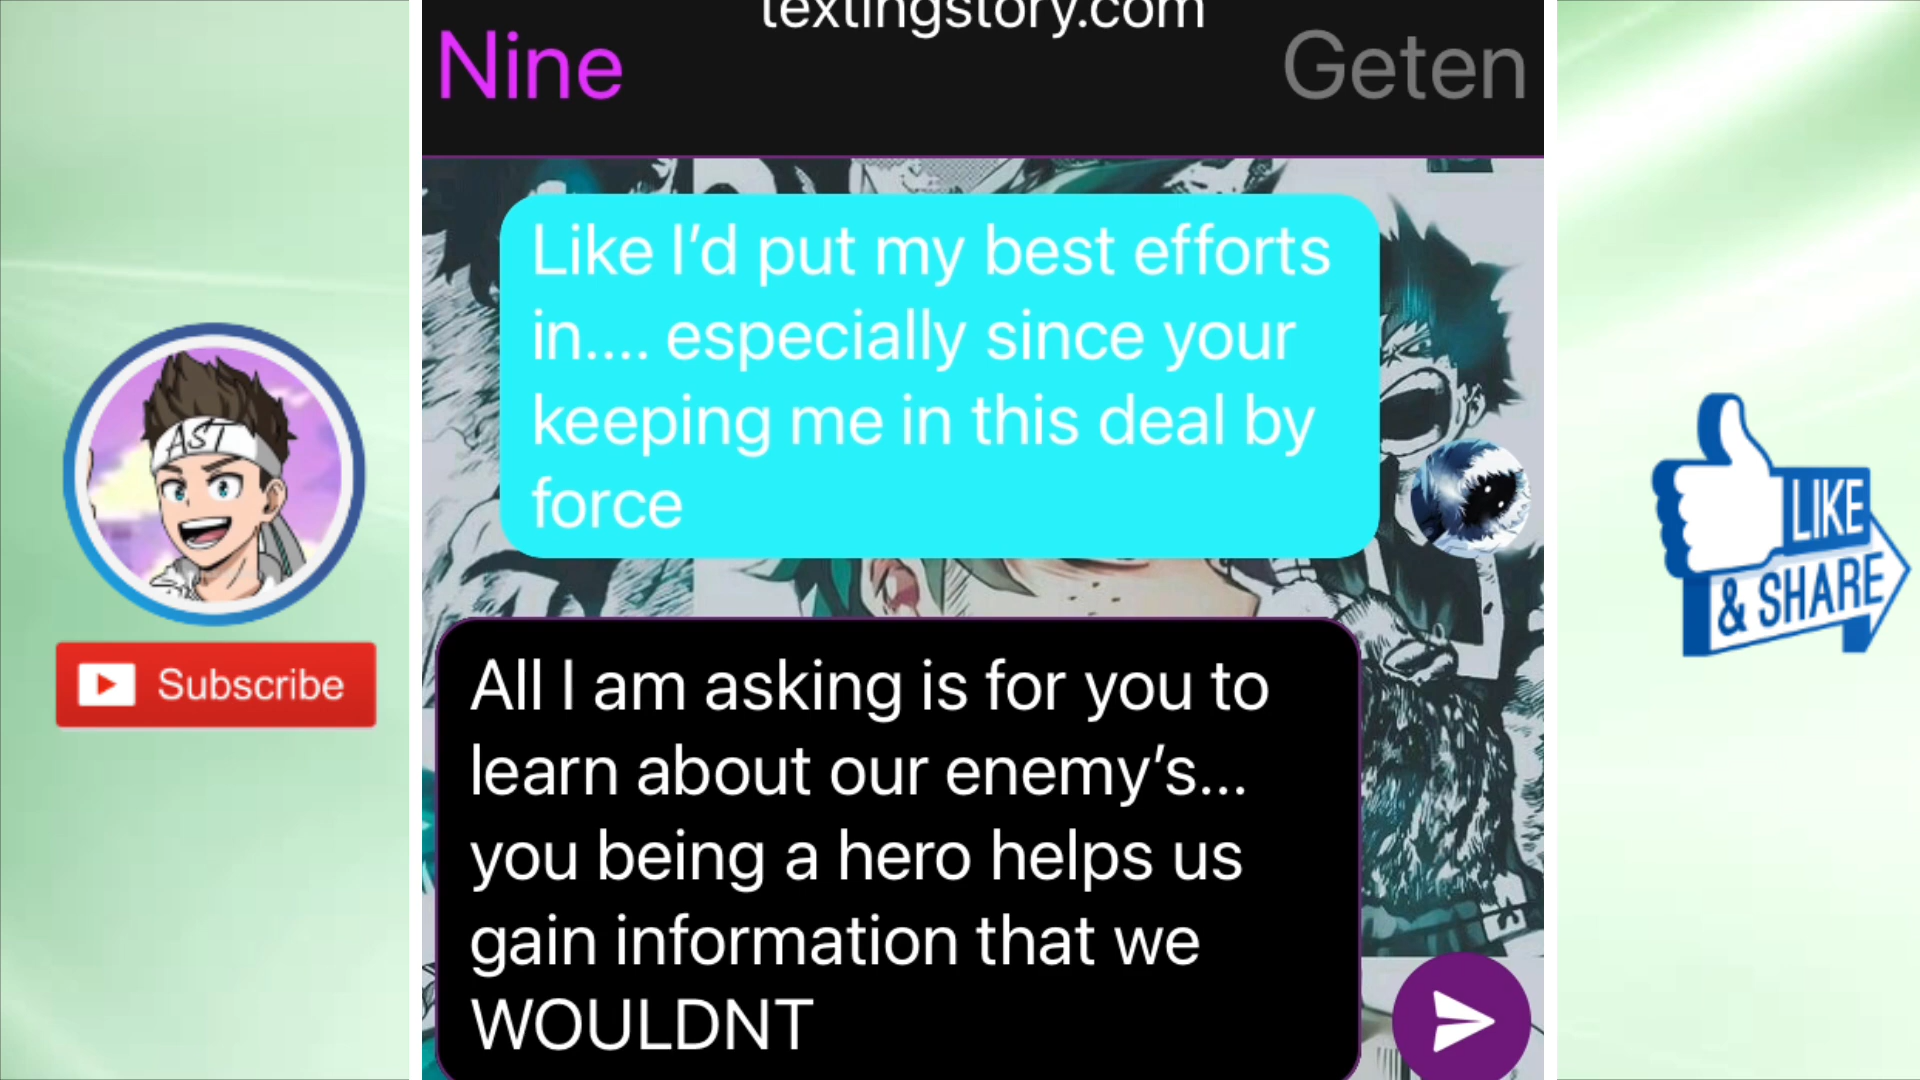 textingstory.com
Nine
Geten
Like I’d put my best efforts
in.... especially since your
keeping me in this deal by
force
All I am asking is for you to
learn about our enemy’s...
you being a hero helps us
gain information that we
WOULDNT
AST
Subscribe
LIKE
& SHARE